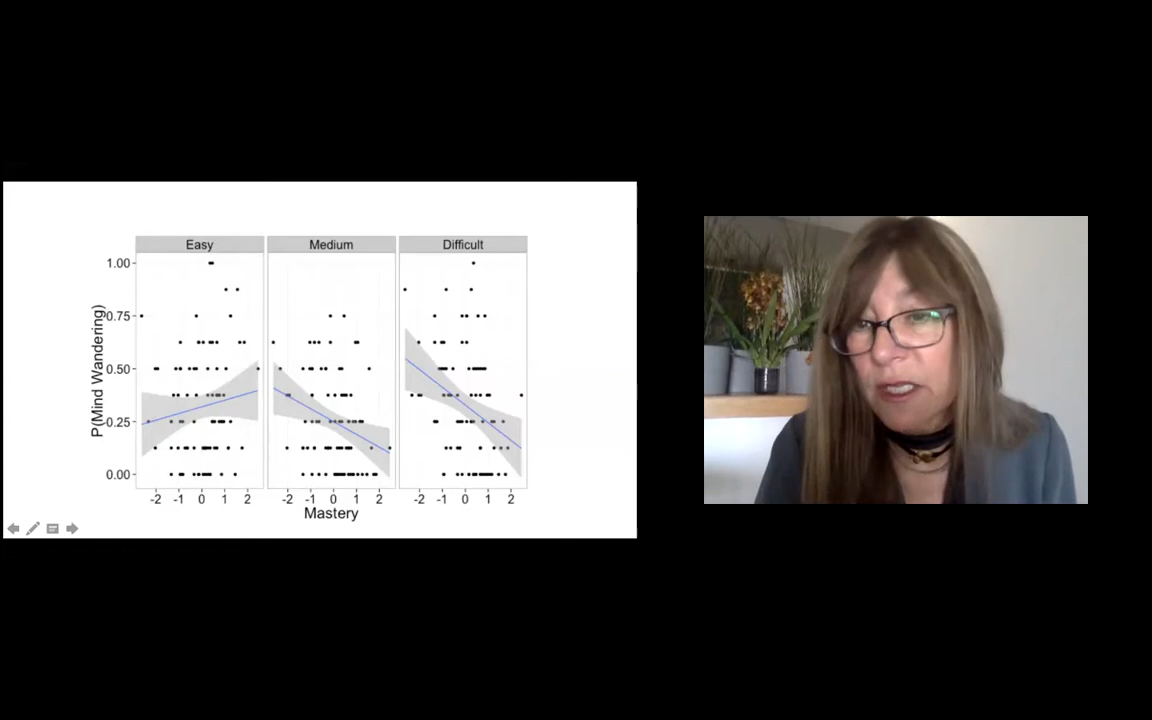 Easy Medium Difficult
1.00
0.75
0.50
0.25
0.00
P(Mind Wandering)
-2 -1 0 1 2 -2 -1 0 1 2 -2 -1 0 1 2
Mastery